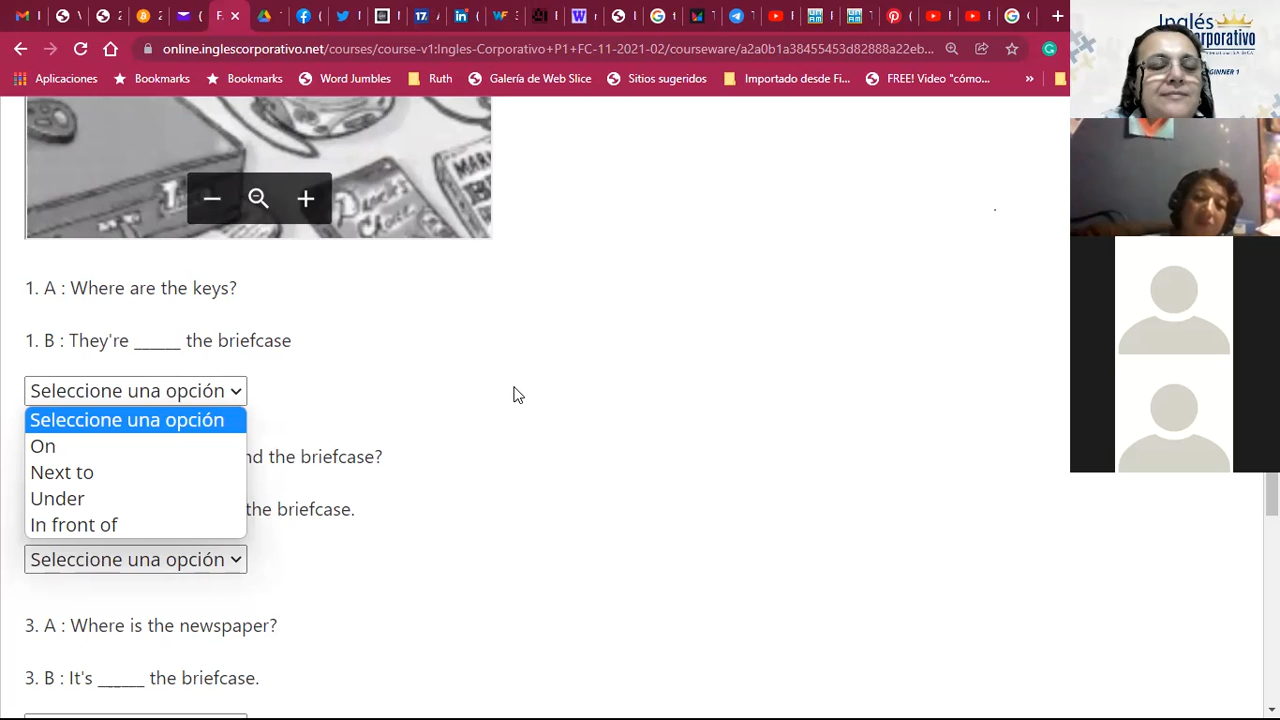 F
online.inglescorporativo.net/courses/course-v1:Ingles-Corporativo+P1+FC-11-2021-02/courseware/a2a0b1a38455453d82888a22eb...
Aplicaciones Bookmarks Bookmarks Word Jumbles Ruth Galería de Web Slice Sitios sugeridos Importado desde Fi... FREE! Video "cómo... »
Inglés
BEGINNER 1
1. A : Where are the keys?
1. B : They're ______ the briefcase
Seleccione una opción
Seleccione una opción
On
Next to
Under
In front of
nd the briefcase?
the briefcase.
Seleccione una opción
3. A : Where is the newspaper?
3. B : It's ______ the briefcase.